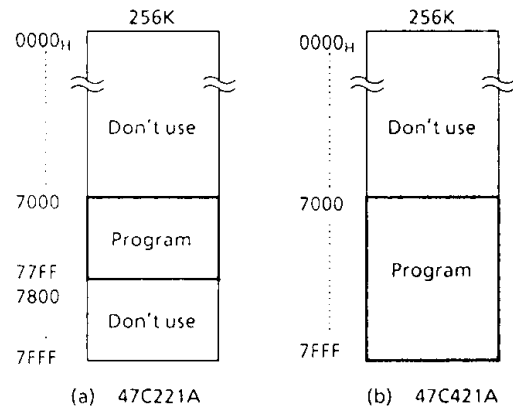 256K
0000H
Don't use
7000
Program
77FF
7800
Don't use
7FFF
(a) 47C221A
256K
0000H
Don't use
7000
Program
7FFF
(b) 47C421A